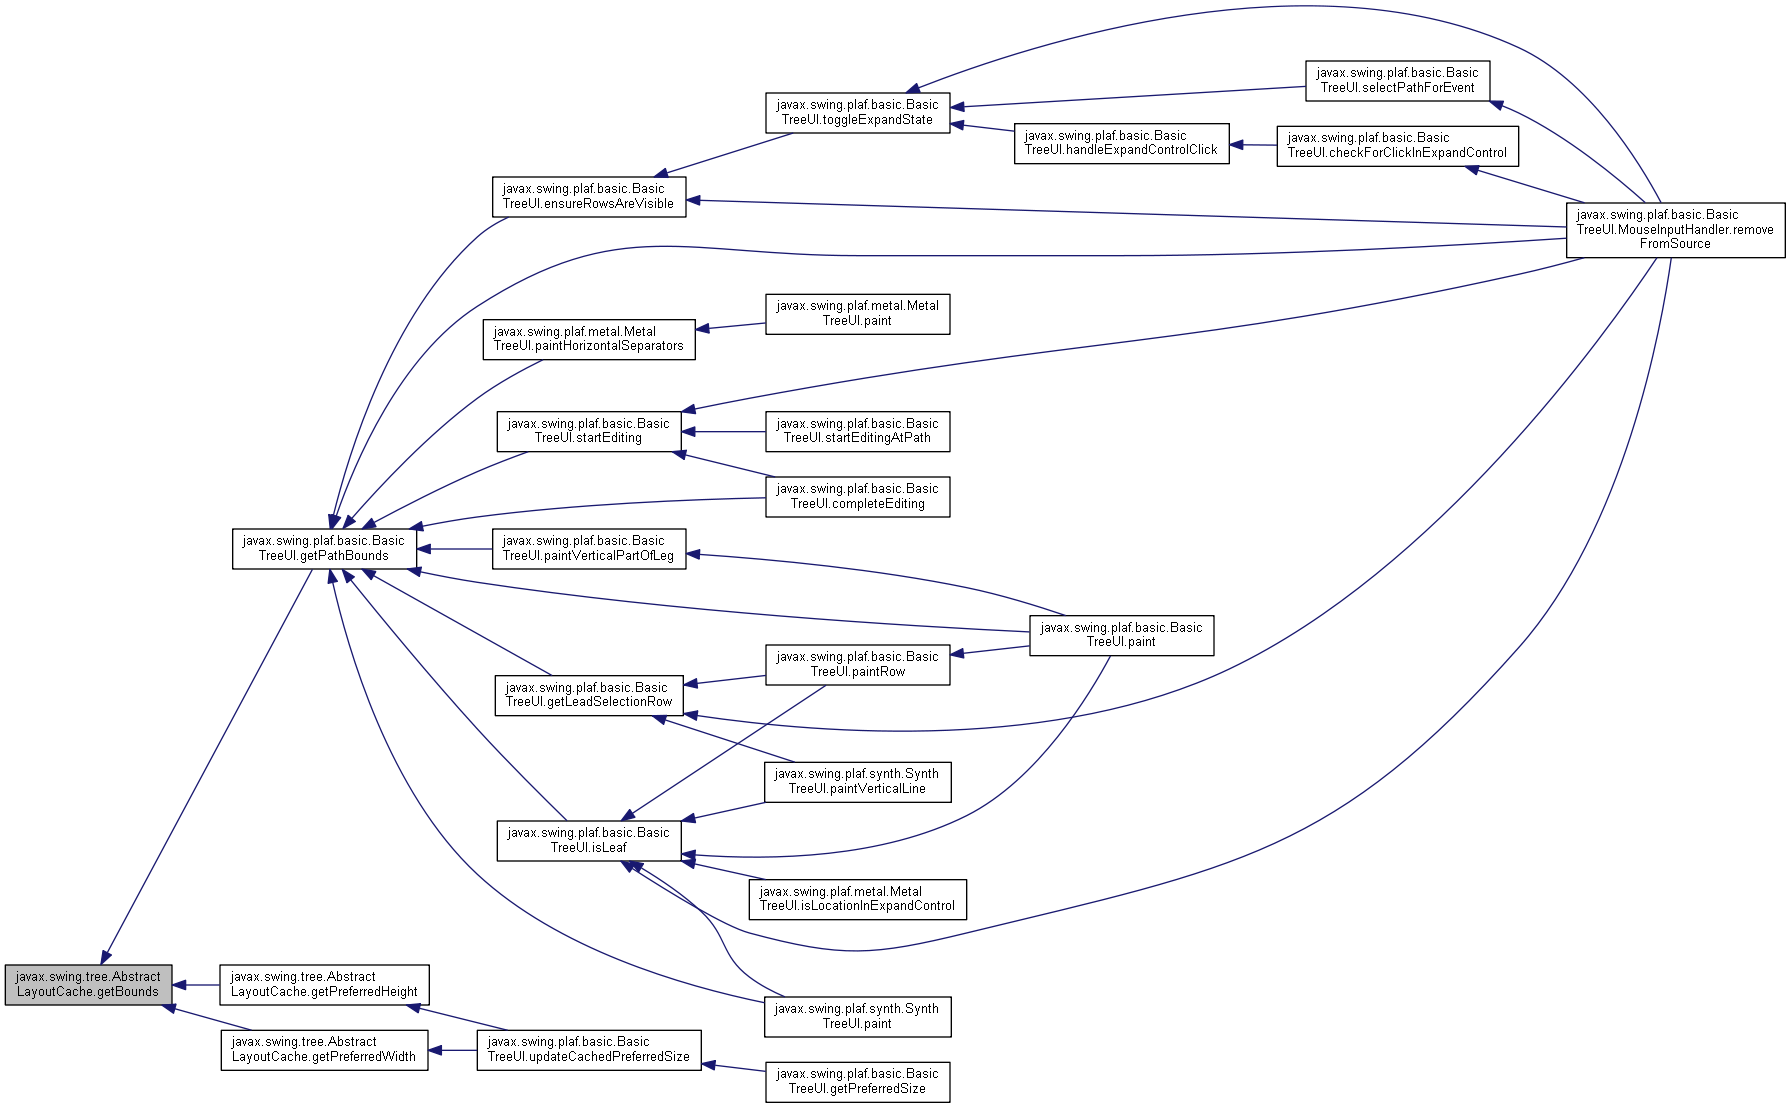 javax.swing.plaf.basic.Basic
TreeUI.selectPathForEvent
javax.swing.plaf.basic.Basic
TreeUI.toggleExpandState
javax.swing.plaf.basic.Basic
TreeUI.handleExpandControlClick
javax.swing.plaf.basic.Basic
TreeUI.checkForClickInExpandControl
javax.swing.plaf.basic.Basic
TreeUI.ensureRowsAreVisible
javax.swing.plaf.basic.Basic
TreeUI.MouseInputHandler.remove
FromSource
javax.swing.plaf.metal.Metal
TreeUI.paint
javax.swing.plaf.metal.Metal
TreeUI.paintHorizontalSeparators
javax.swing.plaf.basic.Basic
TreeUI.startEditing
javax.swing.plaf.basic.Basic
TreeUI.startEditingAtPath
javax.swing.plaf.basic.Basic
TreeUI.completeEditing
javax.swing.plaf.basic.Basic
TreeUI.getPathBounds
javax.swing.plaf.basic.Basic
TreeUI.paintVerticalPartOfLeg
javax.swing.plaf.basic.Basic
TreeUI.paint
javax.swing.plaf.basic.Basic
TreeUI.paintRow
javax.swing.plaf.basic.Basic
TreeUI.getLeadSelectionRow
javax.swing.plaf.synth.Synth
TreeUI.paintVerticalLine
javax.swing.plaf.basic.Basic
TreeUI.isLeaf
javax.swing.plaf.metal.Metal
TreeUI.isLocationInExpandControl
javax.swing.tree.Abstract
LayoutCache.getBounds
javax.swing.tree.Abstract
LayoutCache.getPreferredHeight
javax.swing.plaf.synth.Synth
TreeUI.paint
javax.swing.tree.Abstract
LayoutCache.getPreferredWidth
javax.swing.plaf.basic.Basic
TreeUI.updateCachedPreferredSize
javax.swing.plaf.basic.Basic
TreeUI.getPreferredSize